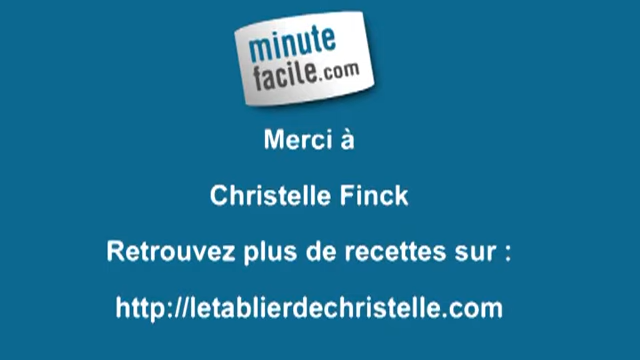 minute
facile.com
Merci à
Christelle Finck
Retrouvez plus de recettes sur :
http://letablierdechristelle.com